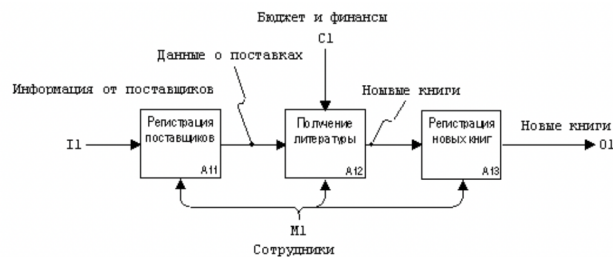 Бюджет и финансы
C1
Данные о поставках
Информация от поставщиков
Ноывые книги
Регистрация
поставщиков
A11
Получение
литературы
A12
Регистрация
новых книг
A13
Новые книги
I1
O1
M1
Сотрудники